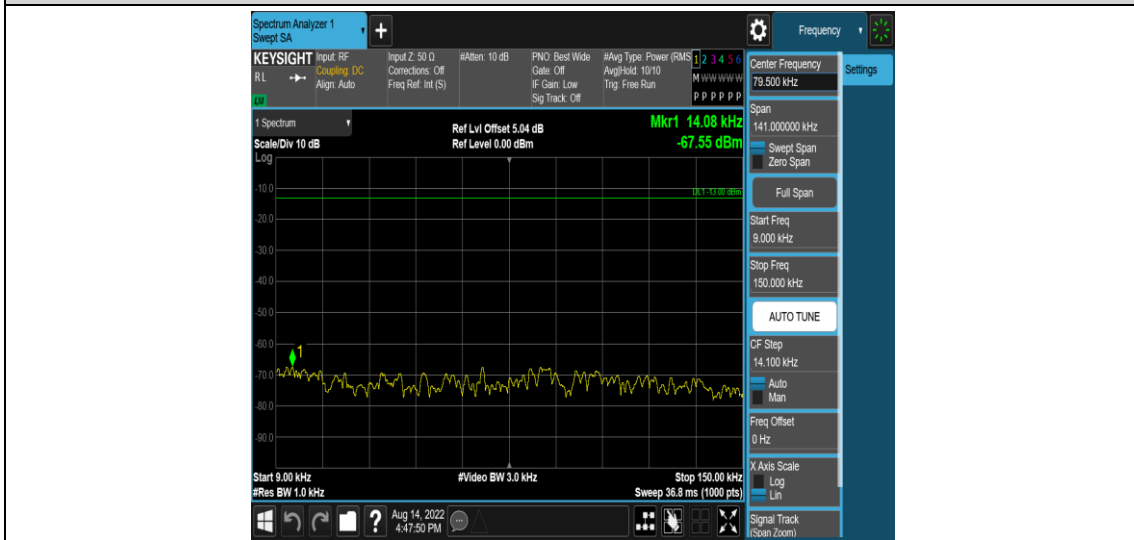 Spectrum Analyzer 1
Swept SA
+
Frequency
KEYSIGHT
RL
LXI
Input: RF
Coupling: DC
Align: Auto
Input Z: 50 Ω
Corrections: Off
Freq Ref: Int (S)
#Atten: 10 dB
PNO: Best Wide
Gate: Off
IF Gain: Low
Sig Track: Off
#Avg Type: Power (RMS
Avg|Hold: 10/10
Trig: Free Run
1 2 3 4 5 6
M W W W W W
P P P P P P
1 Spectrum
Scale/Div 10 dB
Ref Lvl Offset 5.04 dB
Ref Level 0.00 dBm
Mkr1 14.08 kHz
-67.55 dBm
Log
DL1 -13.00 dBm
-10.0
-20.0
-30.0
-40.0
-50.0
-60.0
1
-70.0
-80.0
-90.0
Start 9.00 kHz
#Res BW 1.0 kHz
#Video BW 3.0 kHz
Stop 150.00 kHz
Sweep 36.8 ms (1000 pts)
Center Frequency
79.500 kHz
Settings
Span
141.000000 kHz
Swept Span
Zero Span
Full Span
Start Freq
9.000 kHz
Stop Freq
150.000 kHz
AUTO TUNE
CF Step
14.100 kHz
Auto
Man
Freq Offset
0 Hz
X Axis Scale
Log
Lin
Signal Track
(Span Zoom)
?
Aug 14, 2022
4:47:50 PM